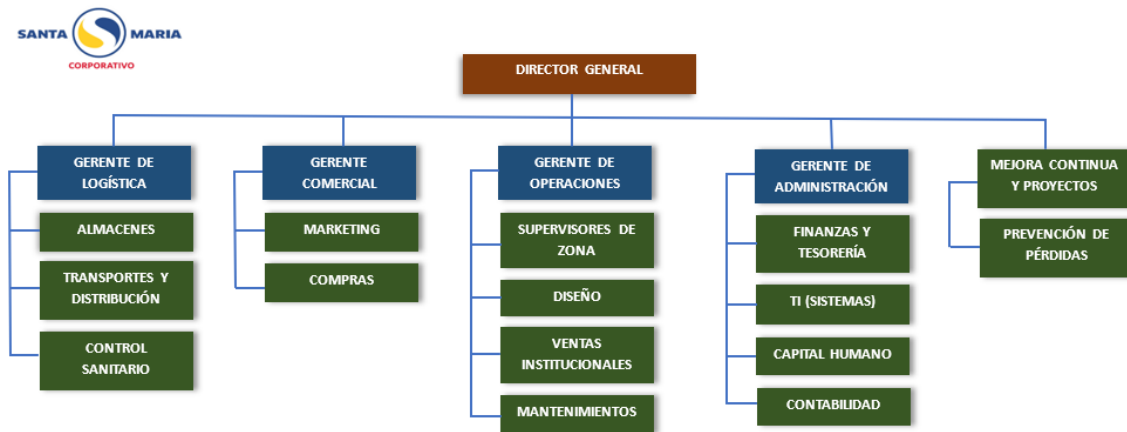 SANTA MARIA
CORPORATIVO
DIRECTOR GENERAL
GERENTE DE
LOGÍSTICA
ALMACENES
TRANSPORTES Y
DISTRIBUCIÓN
CONTROL
SANITARIO
GERENTE
COMERCIAL
MARKETING
COMPRAS
GERENTE DE
OPERACIONES
SUPERVISORES DE
ZONA
DISEÑO
VENTAS
INSTITUCIONALES
MANTENIMIENTOS
GERENTE DE
ADMINISTRACIÓN
FINANZAS Y
TESORERÍA
TI (SISTEMAS)
CAPITAL HUMANO
CONTABILIDAD
MEJORA CONTINUA
Y PROYECTOS
PREVENCIÓN DE
PÉRDIDAS